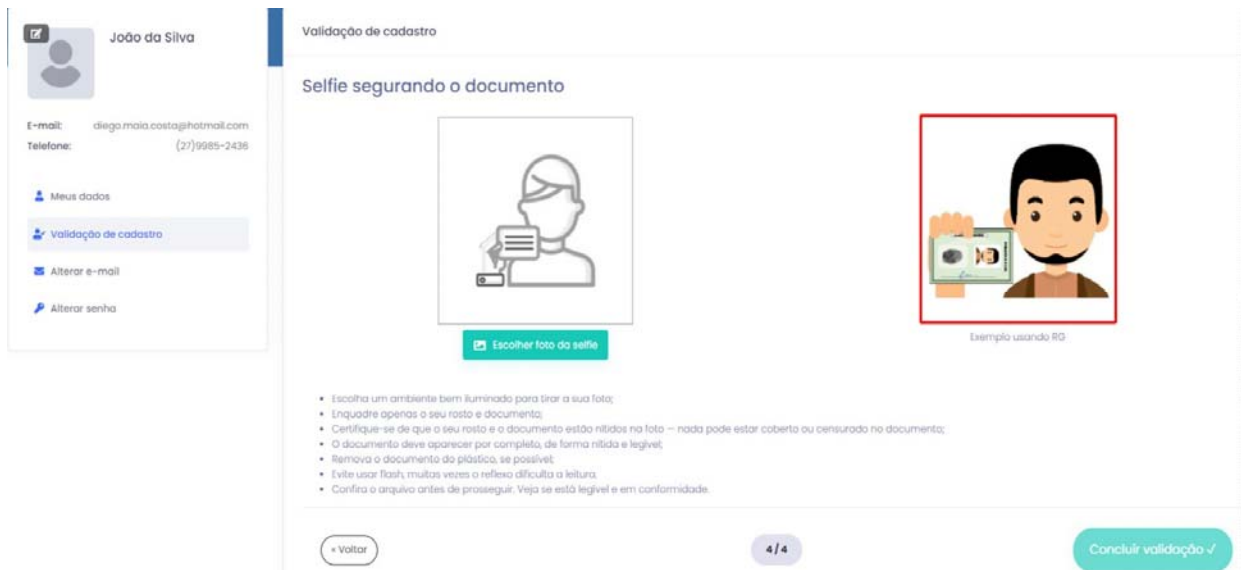 João da Silva
E-mail: diego.maia.costa@hotmail.com
Telefone: (27)9985-2436
Meus dados
Validação de cadastro
Alterar e-mail
Alterar senha
Validação de cadastro
Selfie segurando o documento
Escolher foto da selfie
Exemplo usando RG
• Escolha um ambiente bem iluminado para tirar a sua foto;
• Enquadre apenas o seu rosto e documento;
• Certifique-se de que o seu rosto e o documento estão nítidos na foto — nada pode estar coberto ou censurado no documento;
• O documento deve aparecer por completo, de forma nítida e legível;
• Remova o documento do plástico, se possível;
• Evite usar flash, muitas vezes o reflexo dificulta a leitura.
• Confira o arquivo antes de prosseguir. Veja se está legível e em conformidade.
« Voltar
4/4
Concluir validação ✓